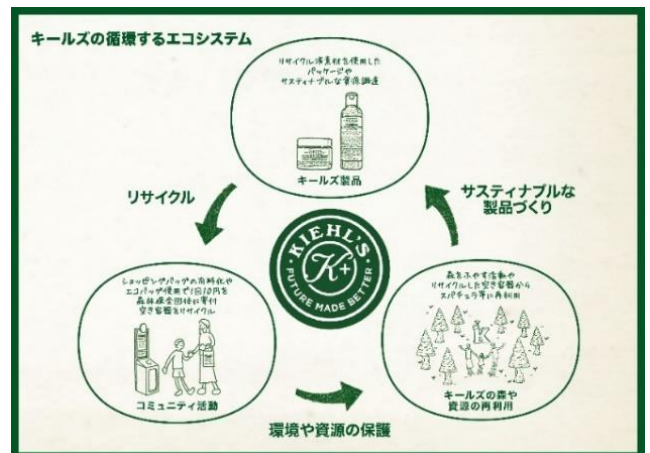 キールズの循環するエコシステム
リサイクル済素材を使用した
パッケージや
サスティナブルな資源調達
キールズ製品
リサイクル
サスティナブルな
製品づくり
KIEHL'S
K+
FUTURE MADE BETTER
ショッピングバッグの有料化や
エコバッグ使用で1回10円を
森林保全団体に寄付
空き容器をリサイクル
コミュニティ活動
森をふやす活動や
リサイクルした空き容器から
スパチュラ等に再利用
K
キールズの森や
資源の再利用
環境や資源の保護